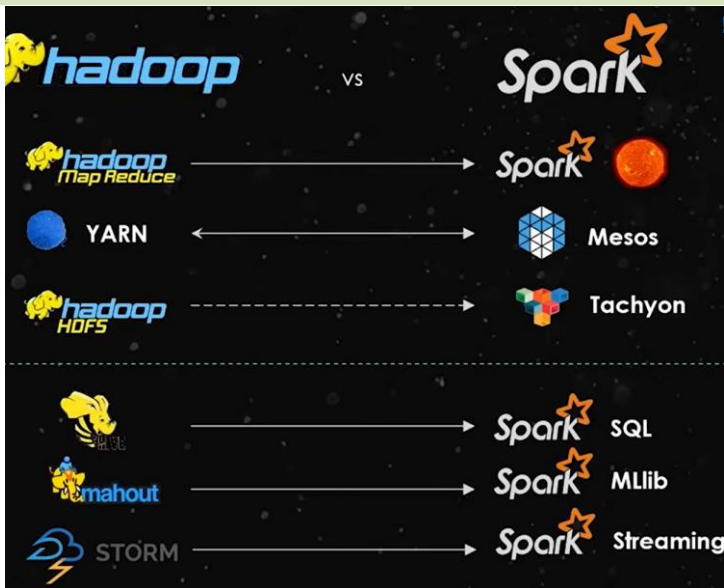 hadoop vs Spark
hadoop Spark
Map Reduce
YARN Mesos
hadoop Tachyon
HDFS
HIVE Spark SQL
mahout Spark MLlib
STORM Spark Streaming